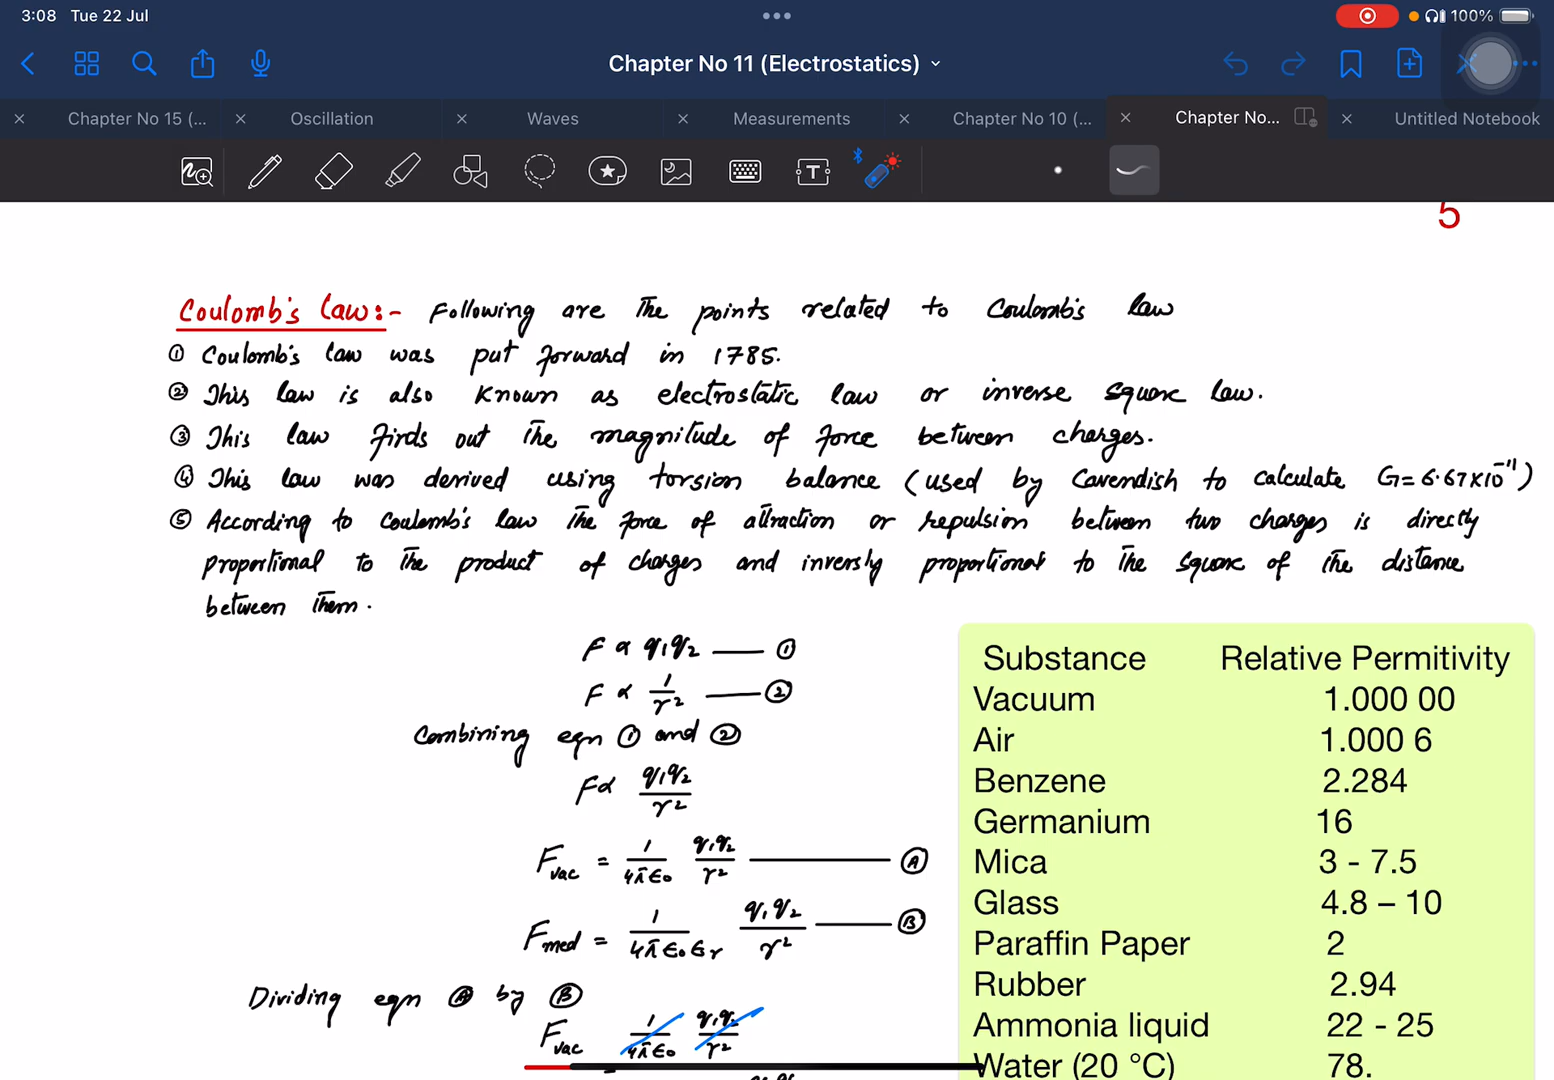 3:08 Tue 22 Jul
100%
Chapter No 11 (Electrostatics)
Chapter No 15 (...
Oscillation
Waves
Measurements
Chapter No 10 (...
Chapter No...
Untitled Notebook
5
Coulomb's law:- Following are the points related to Coulomb's law
① Coulomb's law was put forward in 1785.
② This law is also known as electrostatic law or inverse square law.
③ This law finds out the magnitude of force between charges.
④ This law was derived using torsion balance (used by Cavendish to calculate G = 6.67×10⁻¹¹)
⑤ According to Coulomb's law the force of attraction or repulsion between two charges is directly
proportional to the product of charges and inversly proportional to the square of the distance
between them.
F ∝ q₁q₂ —— ①
F ∝ 1/r² —— ②
Combining eqn ① and ②
F ∝ q₁q₂/r²
Fvac = 1/4πε₀ q₁q₂/r² —— Ⓐ
Fmed = 1/4πε₀εr q₁q₂/r² —— Ⓑ
Dividing eqn Ⓐ by Ⓑ
Fvac 1/4πε₀ q₁q₂/r²
=
Substance Relative Permitivity
Vacuum 1.000 00
Air 1.000 6
Benzene 2.284
Germanium 16
Mica 3 - 7.5
Glass 4.8 – 10
Paraffin Paper 2
Rubber 2.94
Ammonia liquid 22 - 25
Water (20 °C) 78.